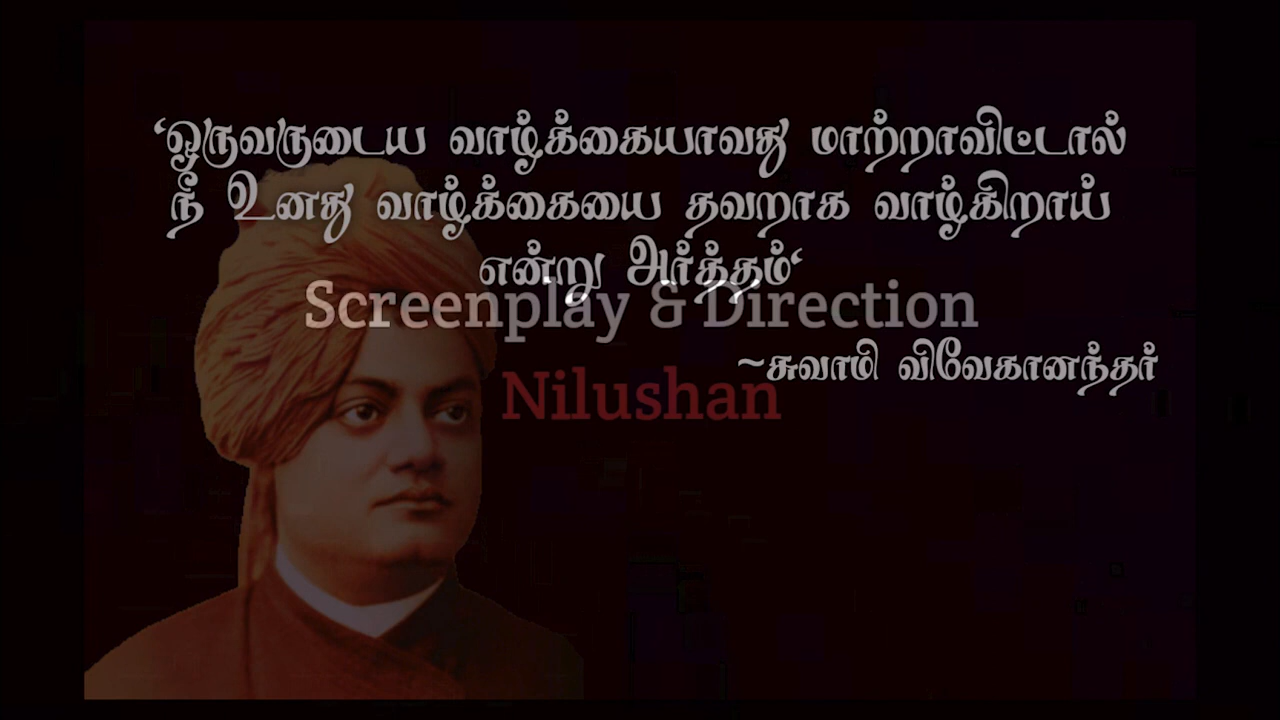 ‘ஒருவருடைய வாழ்க்கையாவது மாற்றாவிட்டால்
நீ உனது வாழ்க்கையை தவறாக வாழ்கிறாய்
என்று அர்த்தம்‘
Screenplay & Direction
~சுவாமி விவேகானந்தர்
Nilushan